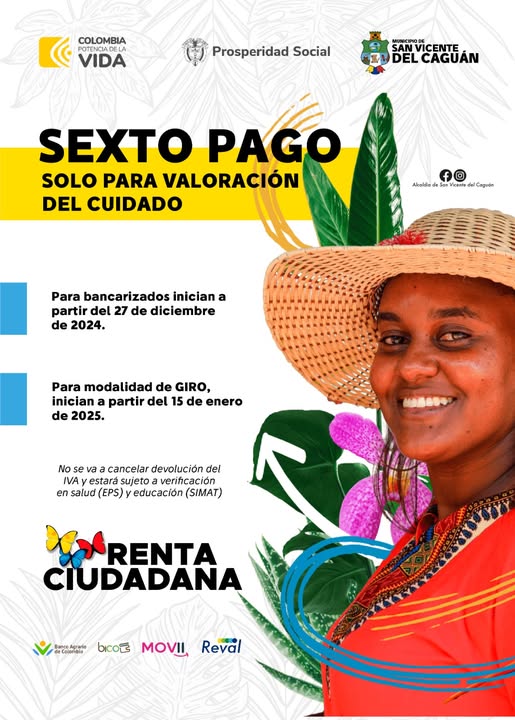 COLOMBIA
POTENCIA DE LA
VIDA
Prosperidad Social
MUNICIPIO DE
SAN VICENTE
DEL CAGUÁN
SEXTO PAGO
SOLO PARA VALORACIÓN
DEL CUIDADO
Alcaldía de San Vicente del Caguán
Para bancarizados inician a
partir del 27 de diciembre
de 2024.
Para modalidad de GIRO,
inician a partir del 15 de enero
de 2025.
No se va a cancelar devolución del
IVA y estará sujeto a verificación
en salud (EPS) y educación (SIMAT)
RENTA
CIUDADANA
Banco Agrario
de Colombia
bico
MOVII
Reval